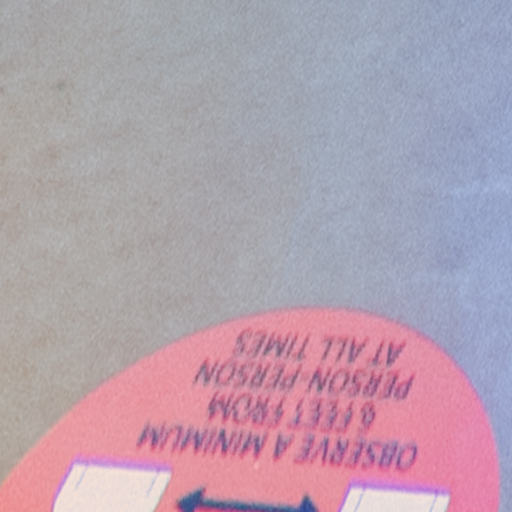 OBSERVE A MINIMUM
6 FEET FROM
PERSON-PERSON
AT ALL TIMES